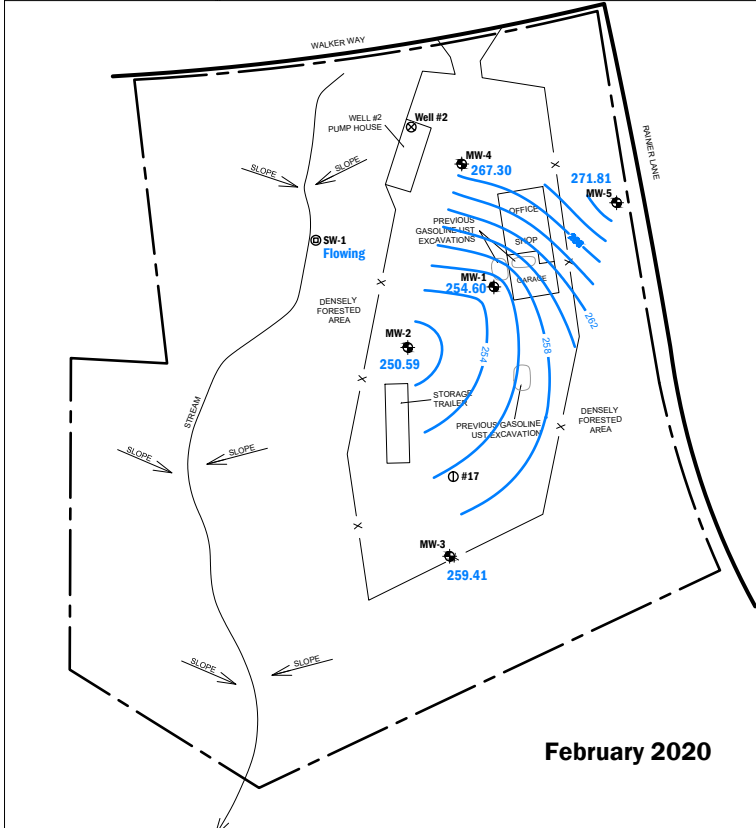 WALKER WAY
RAINIER LANE
WELL #2
PUMP HOUSE
Well #2
SLOPE
SLOPE
MW-4
267.30
271.81
MW-5
OFFICE
PREVIOUS
GASOLINE UST
EXCAVATIONS
SHOP
SW-1
Flowing
GARAGE
MW-1
254.60
DENSELY
FORESTED
AREA
262
MW-2
250.59
254
258
STORAGE
TRAILER
STREAM
PREVIOUS GASOLINE
UST EXCAVATION
DENSELY
FORESTED
AREA
SLOPE
SLOPE
#17
MW-3
259.41
SLOPE
SLOPE
February 2020